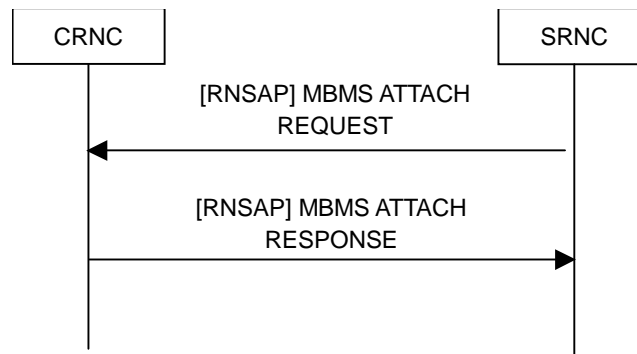 CRNC
SRNC
[RNSAP] MBMS ATTACH
REQUEST
[RNSAP] MBMS ATTACH
RESPONSE